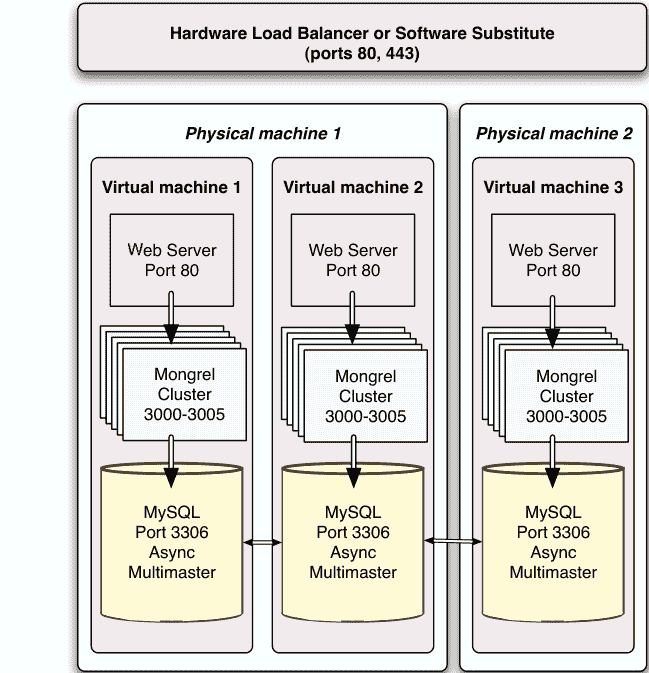 Hardware Load Balancer or Software Substitute
(ports 80, 443)
Physical machine 1
Physical machine 2
Virtual machine 1
Virtual machine 2
Virtual machine 3
Web Server
Port 80
Web Server
Port 80
Web Server
Port 80
Mongrel
Cluster
3000-3005
Mongrel
Cluster
3000-3005
Mongrel
Cluster
3000-3005
MySQL
Port 3306
Async
Multimaster
MySQL
Port 3306
Async
Multimaster
MySQL
Port 3306
Async
Multimaster